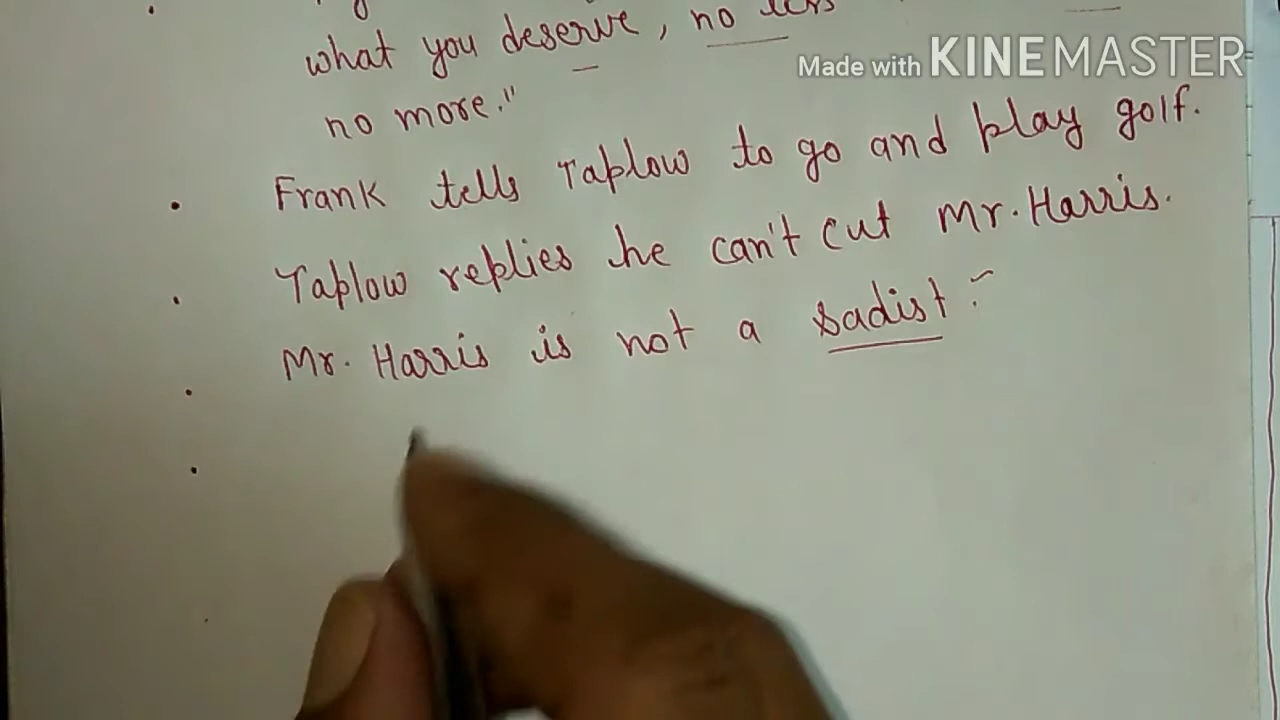 what you deserve, no less
Made with KINEMASTER
no more."
Frank tells Taplow to go and play golf.
Taplow replies he can't cut Mr. Harris.
Mr. Harris is not a sadist :-